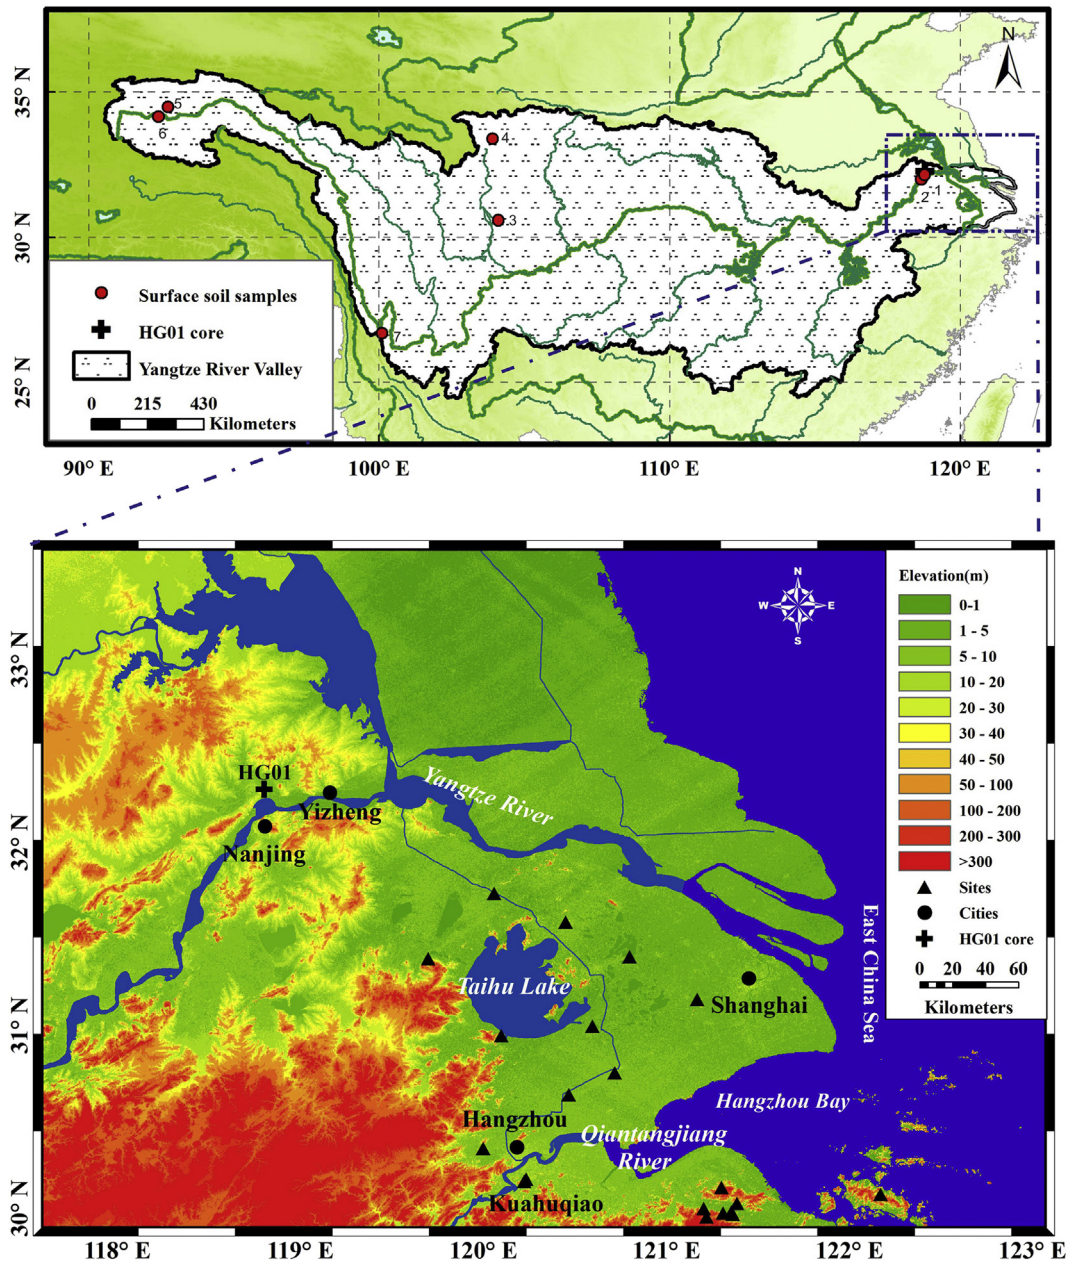 N
35° N
30° N
25° N
5
6
4
3
1
2
Surface soil samples
HG01 core
Yangtze River Valley
0 215 430
Kilometers
90° E 100° E 110° E 120° E
33° N
32° N
31° N
30° N
N
W E
S
Elevation(m)
0-1
1 - 5
5 - 10
10 - 20
20 - 30
30 - 40
40 - 50
50 - 100
100 - 200
200 - 300
>300
Sites
Cities
HG01 core
0 20 40 60
Kilometers
HG01
Yizheng
Nanjing
Yangtze River
Taihu Lake
Shanghai
East China Sea
Hangzhou Bay
Hangzhou
Qiantangjiang
River
Kuahuqiao
118° E 119° E 120° E 121° E 122° E 123° E